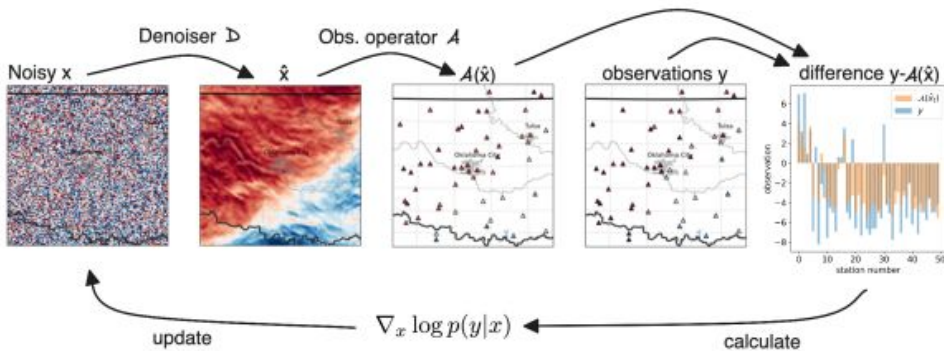 Denoiser D
Obs. operator A
Noisy x
x̂
A(x̂)
observations y
difference y-A(x̂)
Tulsa
Oklahoma City
Tulsa
Oklahoma City
A(x̂_t)
y
observation
6
4
2
0
−2
−4
−6
−8
0 10 20 30 40 50
station number
∇ₓ log p(y|x)
update
calculate